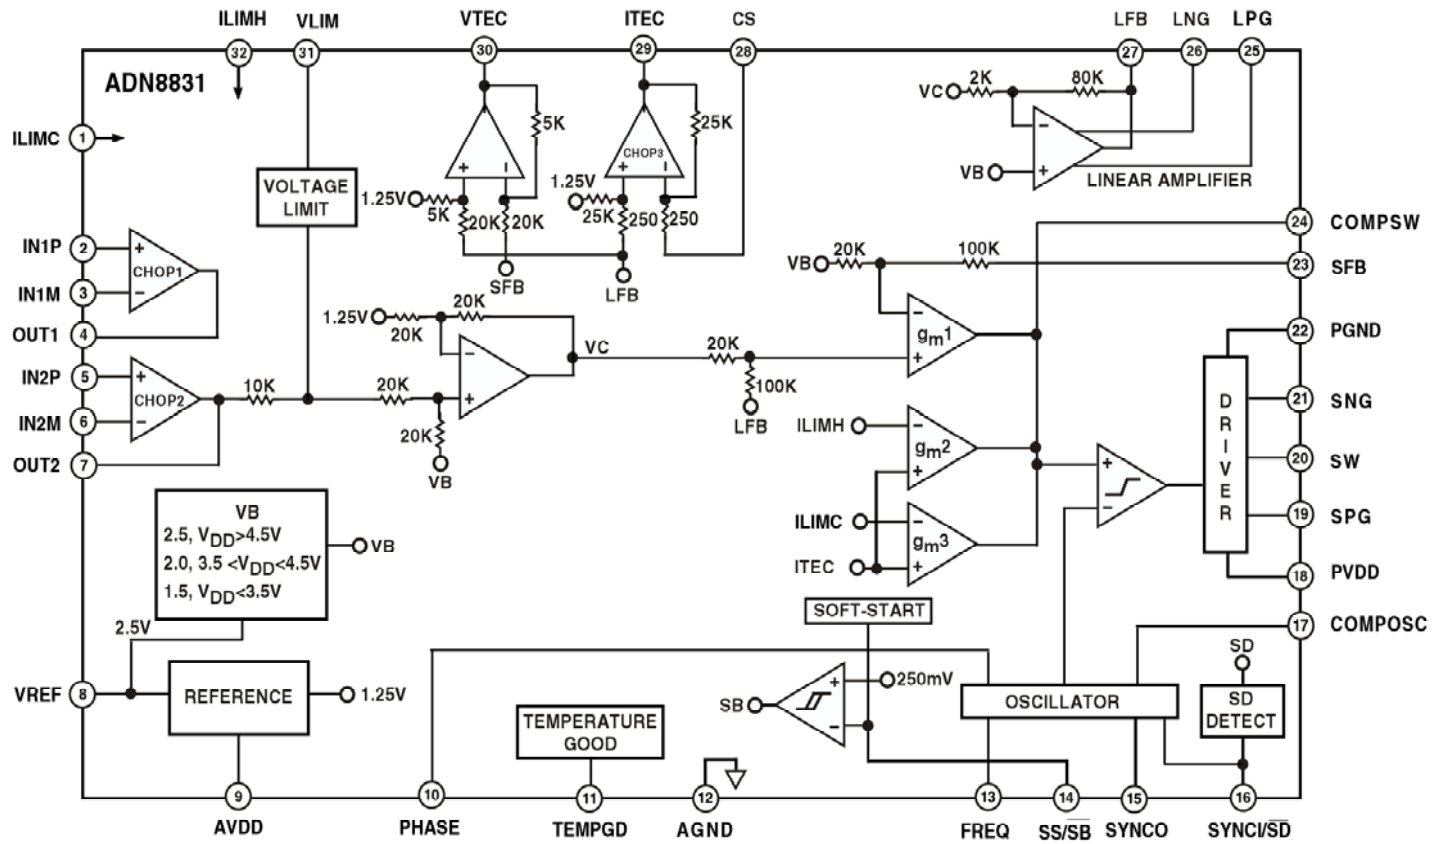 ILIMH VLIM VTEC ITEC CS LFB LNG LPG
32 31 30 29 28 27 26 25
ADN8831
ILIMC 1
VC 2K 80K
5K 25K
CHOP3
VB
LINEAR AMPLIFIER
VOLTAGE
LIMIT
1.25V 5K 20K 20K
1.25V 25K 250 250
24 COMPSW
IN1P 2
CHOP1
IN1M 3
SFB LFB
VB 20K 100K 23 SFB
OUT1 4
1.25V 20K 20K
VC
20K 100K LFB
gm1
22 PGND
IN2P 5
CHOP2
IN2M 6
10K 20K 20K VB
OUT2 7
ILIMH gm2
ILIMC gm3
ITEC
DRIVER
21 SNG
20 SW
19 SPG
18 PVDD
VB
2.5, VDD>4.5V
2.0, 3.5 <VDD<4.5V
1.5, VDD<3.5V
VB
2.5V
SOFT-START
17 COMPOSC
VREF 8
REFERENCE
1.25V
SB
250mV
OSCILLATOR
SD
SD
DETECT
TEMPERATURE
GOOD
9 10 11 12 13 14 15 16
AVDD PHASE TEMPGD AGND FREQ SS/S̅B̅ SYNCO SYNCI/S̅D̅
+ − + − + − + − + − + − + − + − + − + − + − + −